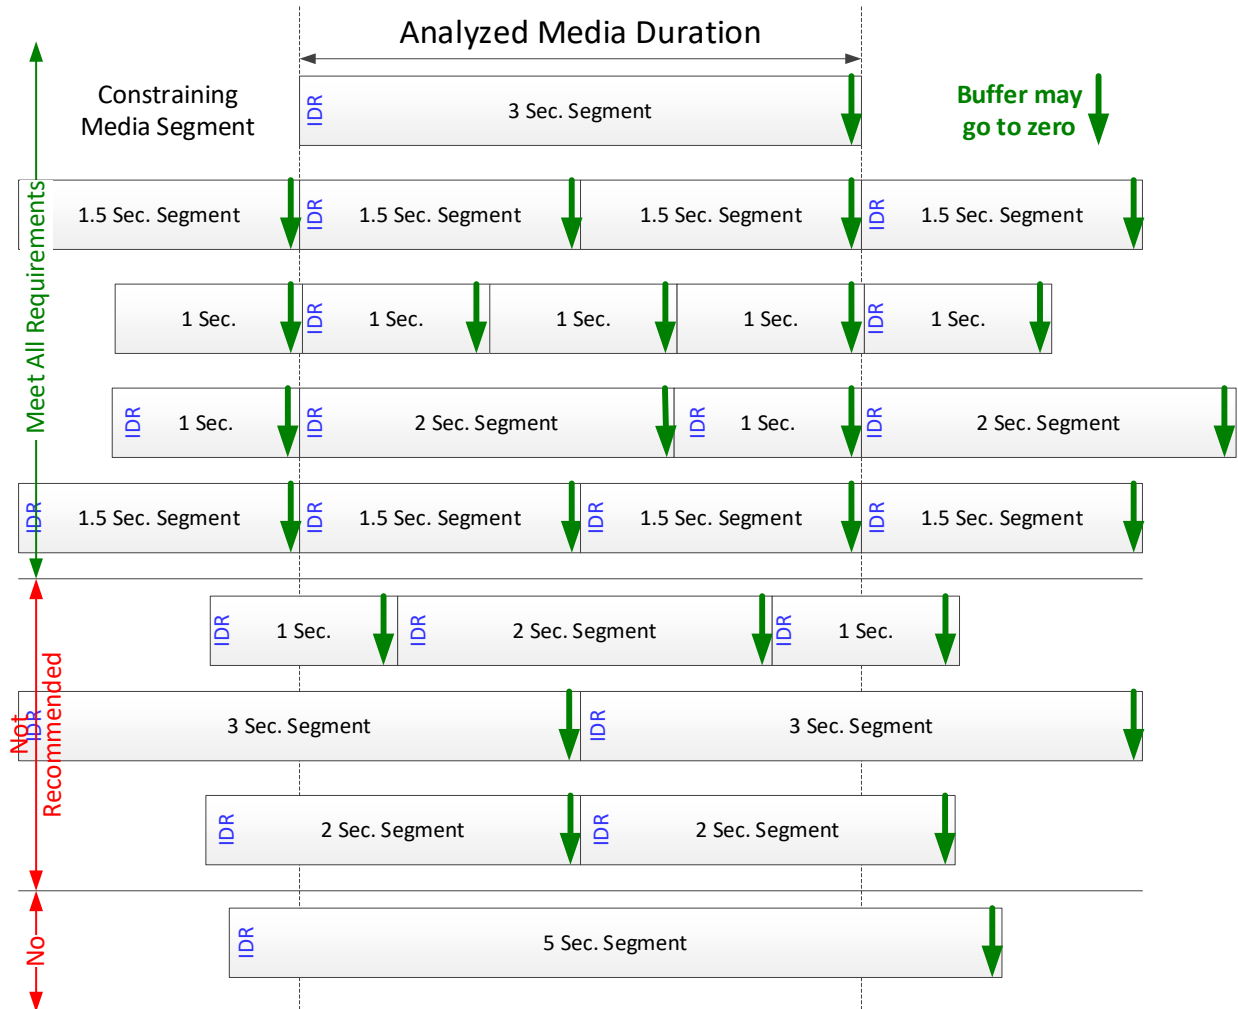 Analyzed Media Duration
Constraining
Media Segment
IDR
3 Sec. Segment
Buffer may
go to zero
Meet All Requirements
1.5 Sec. Segment
IDR
1.5 Sec. Segment
1.5 Sec. Segment
IDR
1.5 Sec. Segment
1 Sec.
IDR
1 Sec.
1 Sec.
1 Sec.
IDR
1 Sec.
IDR
1 Sec.
IDR
2 Sec. Segment
IDR
1 Sec.
IDR
2 Sec. Segment
IDR
1.5 Sec. Segment
IDR
1.5 Sec. Segment
IDR
1.5 Sec. Segment
IDR
1.5 Sec. Segment
Not
Recommended
IDR
1 Sec.
IDR
2 Sec. Segment
IDR
1 Sec.
IDR
3 Sec. Segment
IDR
3 Sec. Segment
IDR
2 Sec. Segment
IDR
2 Sec. Segment
No
IDR
5 Sec. Segment